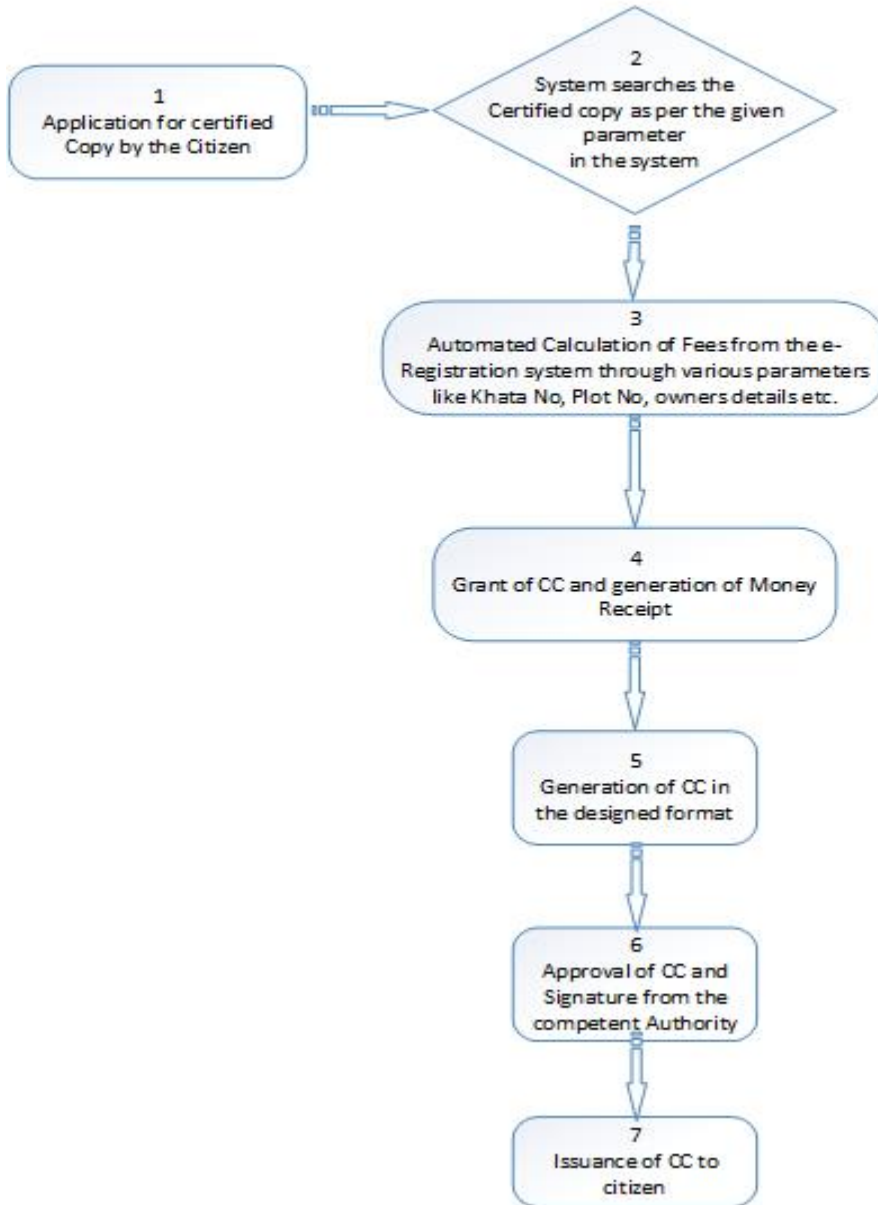 1
Application for certified
Copy by the Citizen
2
System searches the
Certified copy as per the given
parameter
in the system
3
Automated Calculation of Fees from the e-
Registration system through various parameters
like Khata No, Plot No, owners details etc.
4
Grant of CC and generation of Money
Receipt
5
Generation of CC in
the designed format
6
Approval of CC and
Signature from the
competent Authority
7
Issuance of CC to
citizen